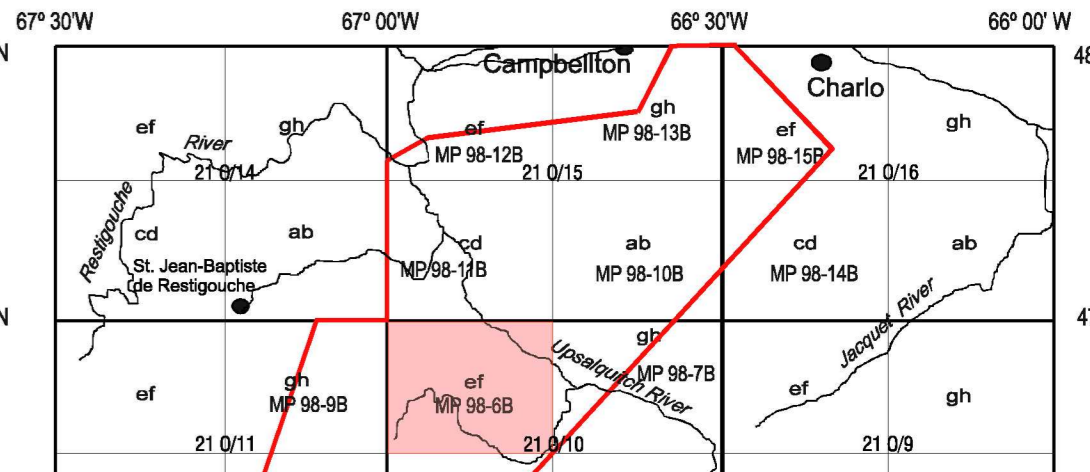 67º 30'W 67º 00'W 66º 30'W 66º 00' W
N 48
Campbellton
Charlo
ef gh ef gh ef gh
River
MP 98-12B MP 98-13B MP 98-15B
21 0/14 21 0/15 21 0/16
Restigouche
cd ab cd ab cd ab
St. Jean-Baptiste
de Restigouche
MP 98-11B MP 98-10B MP 98-14B
Jacquet River
N 47
Upsalquitch River
ef gh ef gh ef gh
MP 98-9B MP 98-6B MP 98-7B
21 0/11 21 0/10 21 0/9